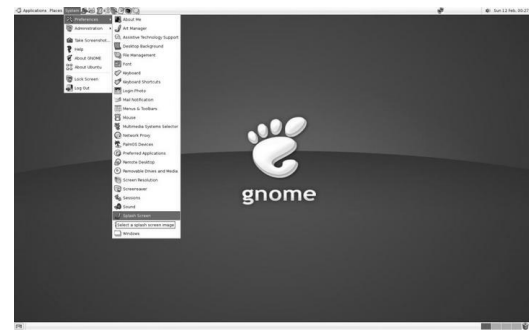 Applications Places System
Sun 12 Feb, 00:27
Preferences
Administration
Take Screenshot...
Help
About GNOME
About Ubuntu
Lock Screen
Log Out
About Me
Art Manager
Assistive Technology Support
Desktop Background
File Management
Font
Keyboard
Keyboard Shortcuts
Login Photo
Mail Notification
Menus & Toolbars
Mouse
Multimedia Systems Selector
Network Proxy
PalmOS Devices
Preferred Applications
Remote Desktop
Removable Drives and Media
Screen Resolution
Screensaver
Sessions
Sound
Splash Screen
Select a splash screen image
Windows
gnome